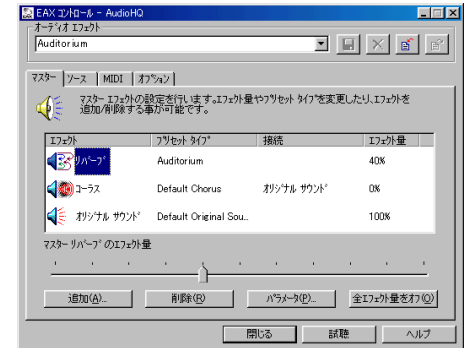 EAX ｺﾝﾄﾛｰﾙ - AudioHQ
オーディオ エフェクト
Auditorium
マスター ソース MIDI オプション
マスター エフェクトの設定を行います。エフェクト量やプリセット タイプを変更したり、エフェクトを
追加/削除する事が可能です。
エフェクト プリセット タイプ 接続 エフェクト量
リバーブ Auditorium 40%
コーラス Default Chorus オリジナル サウンド 0%
オリジナル サウンド Default Original Sou... 100%
マスター リバーブ のエフェクト量
追加(A)... 削除(R) パラメータ(P)... 全エフェクト量をオフ(O)
閉じる 試聴 ヘルプ